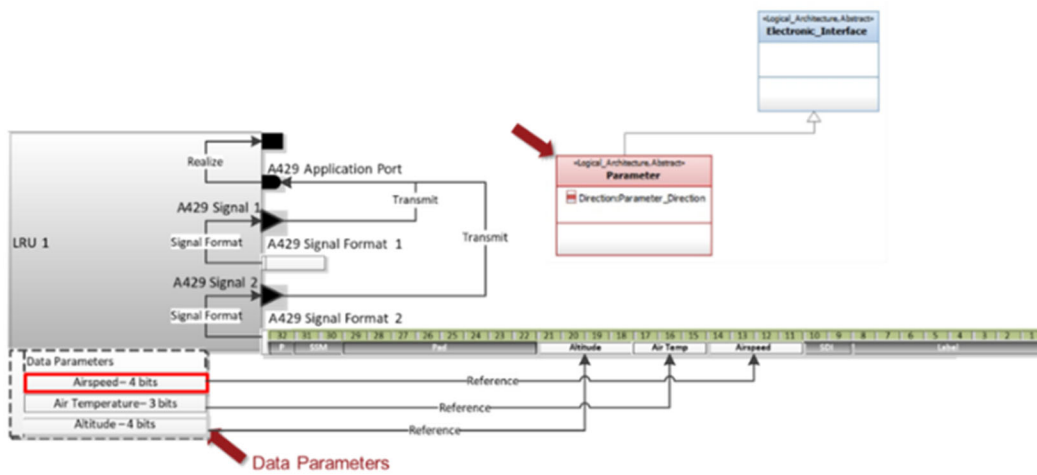 «Logical_Architecture.Abstract»
Electronic_Interface
«Logical_Architecture.Abstract»
Parameter
Direction:Parameter_Direction
Realize
A429 Application Port
Transmit
A429 Signal 1
Signal Format
A429 Signal Format 1
LRU 1
Transmit
A429 Signal 2
Signal Format
A429 Signal Format 2
32 31 30 29 28 27 26 25 24 23 22 21 20 19 18 17 16 15 14 13 12 11 10 9 8 7 6 5 4 3 2 1
P SSM Pad Altitude Air Temp Airspeed SDI Label
Data Parameters
Airspeed– 4 bits
Reference
Air Temperature– 3 bits
Reference
Altitude– 4 bits
Reference
Data Parameters